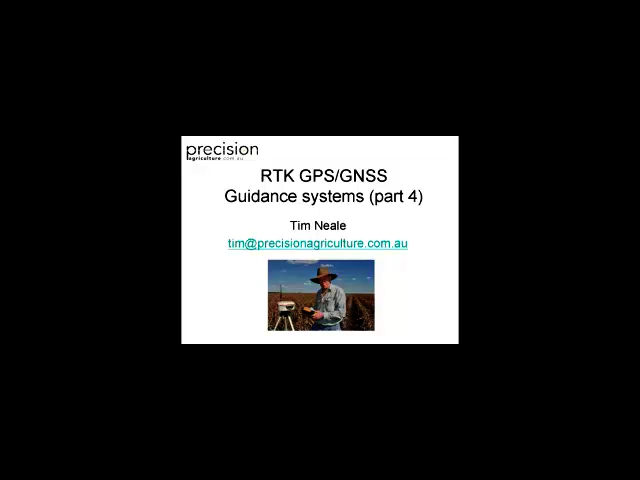 precision
agriculture.com.au
RTK GPS/GNSS
Guidance systems (part 4)
Tim Neale
tim@precisionagriculture.com.au